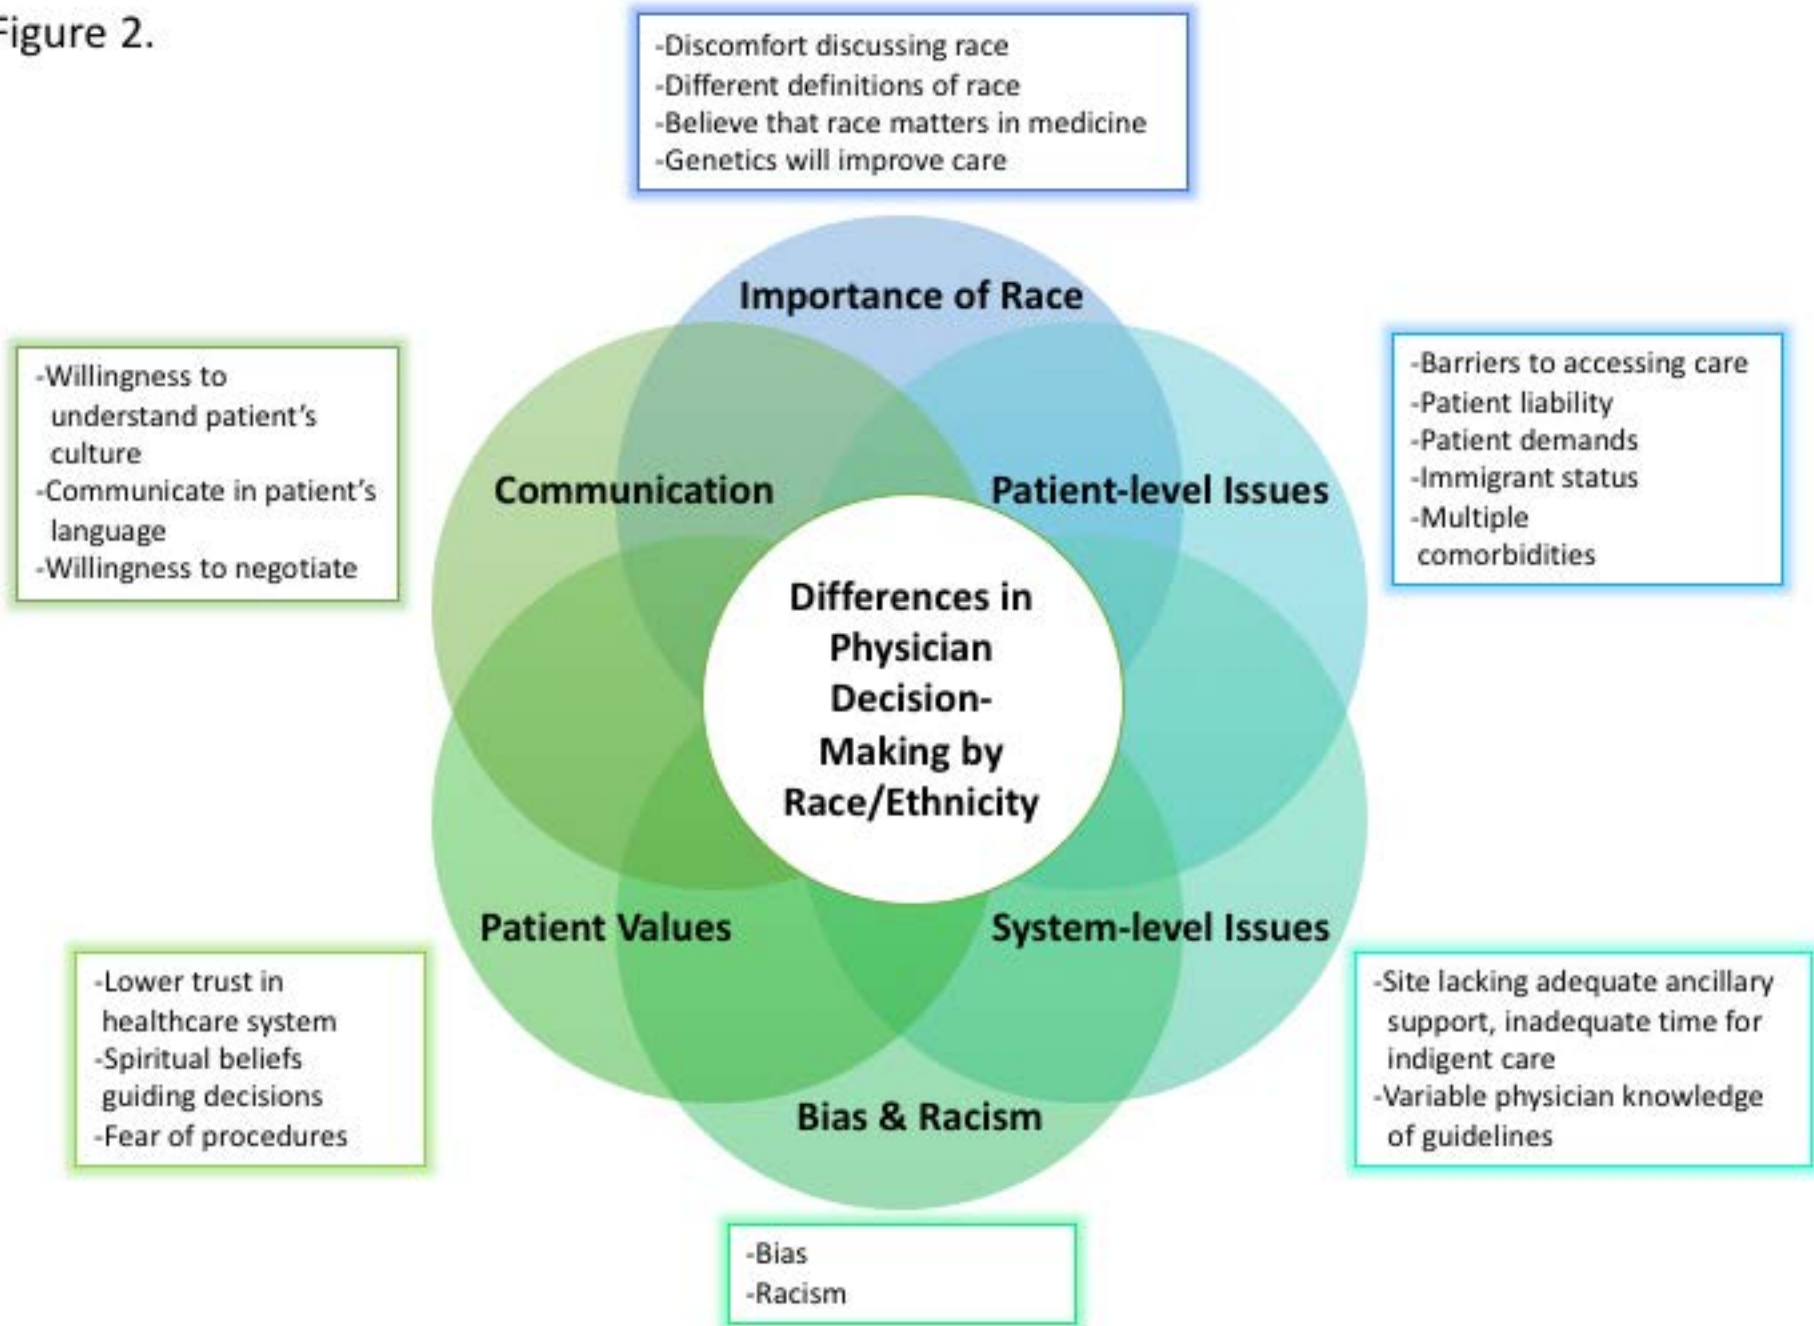 Figure 2.
-Discomfort discussing race
-Different definitions of race
-Believe that race matters in medicine
-Genetics will improve care
Importance of Race
-Willingness to
understand patient's
culture
-Communicate in patient's
language
-Willingness to negotiate
Communication
Patient-level Issues
-Barriers to accessing care
-Patient liability
-Patient demands
-Immigrant status
-Multiple
comorbidities
Differences in
Physician
Decision-
Making by
Race/Ethnicity
Patient Values
System-level Issues
-Lower trust in
healthcare system
-Spiritual beliefs
guiding decisions
-Fear of procedures
-Site lacking adequate ancillary
support, inadequate time for
indigent care
-Variable physician knowledge
of guidelines
Bias & Racism
-Bias
-Racism